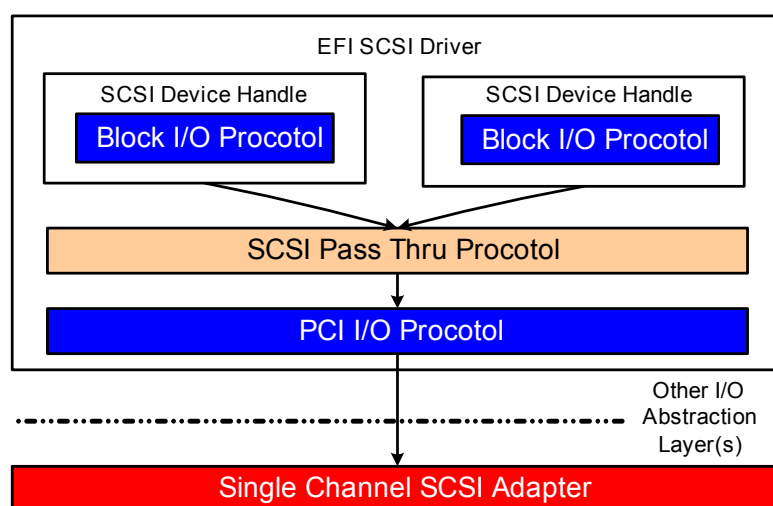 EFI SCSI Driver
SCSI Device Handle
Block I/O Procotol
SCSI Device Handle
Block I/O Procotol
SCSI Pass Thru Procotol
PCI I/O Procotol
Other I/O
Abstraction
Layer(s)
Single Channel SCSI Adapter